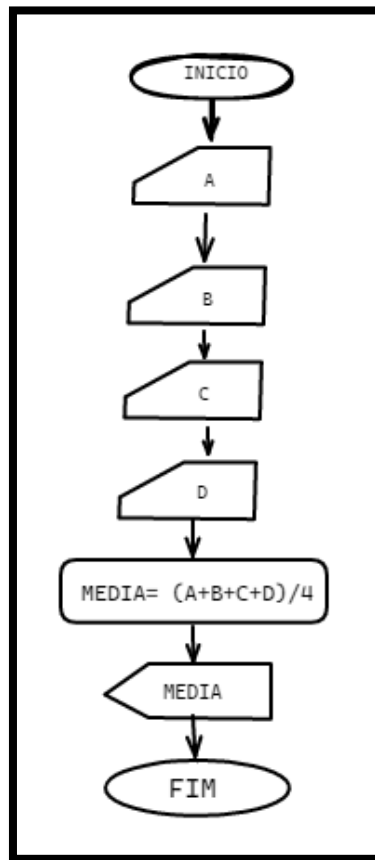 INICIO
A
B
C
D
MEDIA= (A+B+C+D)/4
MEDIA
FIM